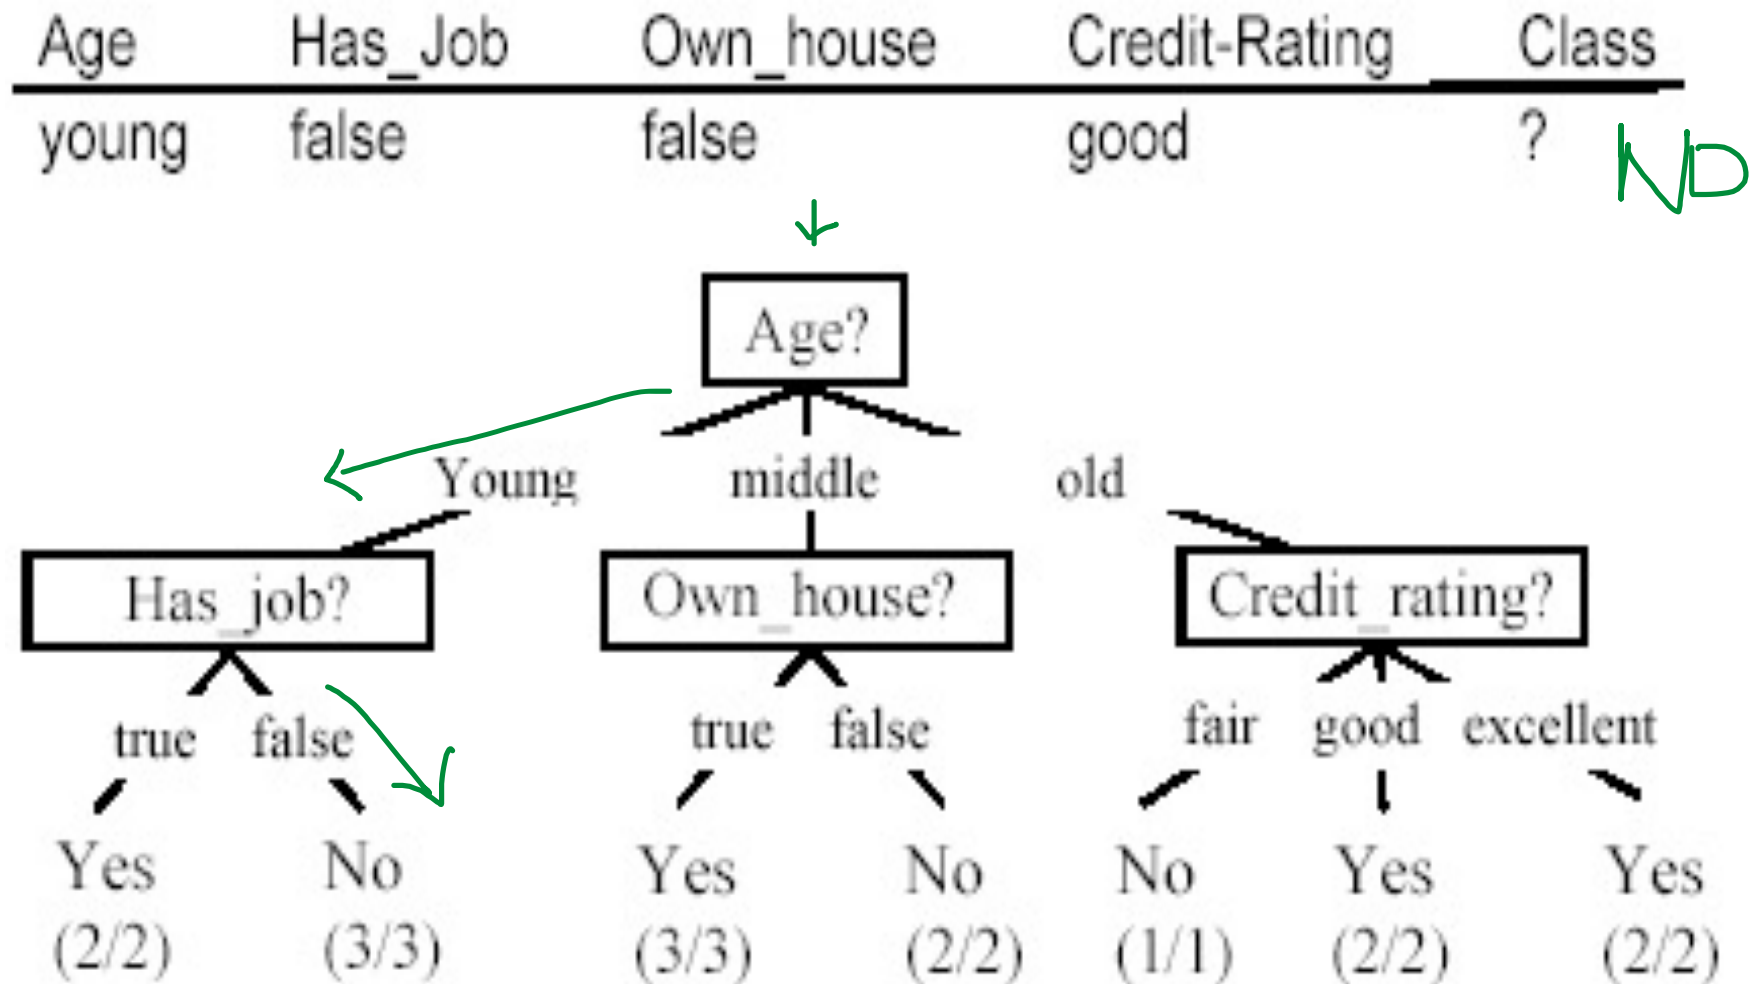 Age Has_Job Own_house Credit-Rating Class
young false false good ? NO
Age?
Young middle old
Has_job? Own_house? Credit_rating?
true false true false fair good excellent
Yes No Yes No No Yes Yes
(2/2) (3/3) (3/3) (2/2) (1/1) (2/2) (2/2)